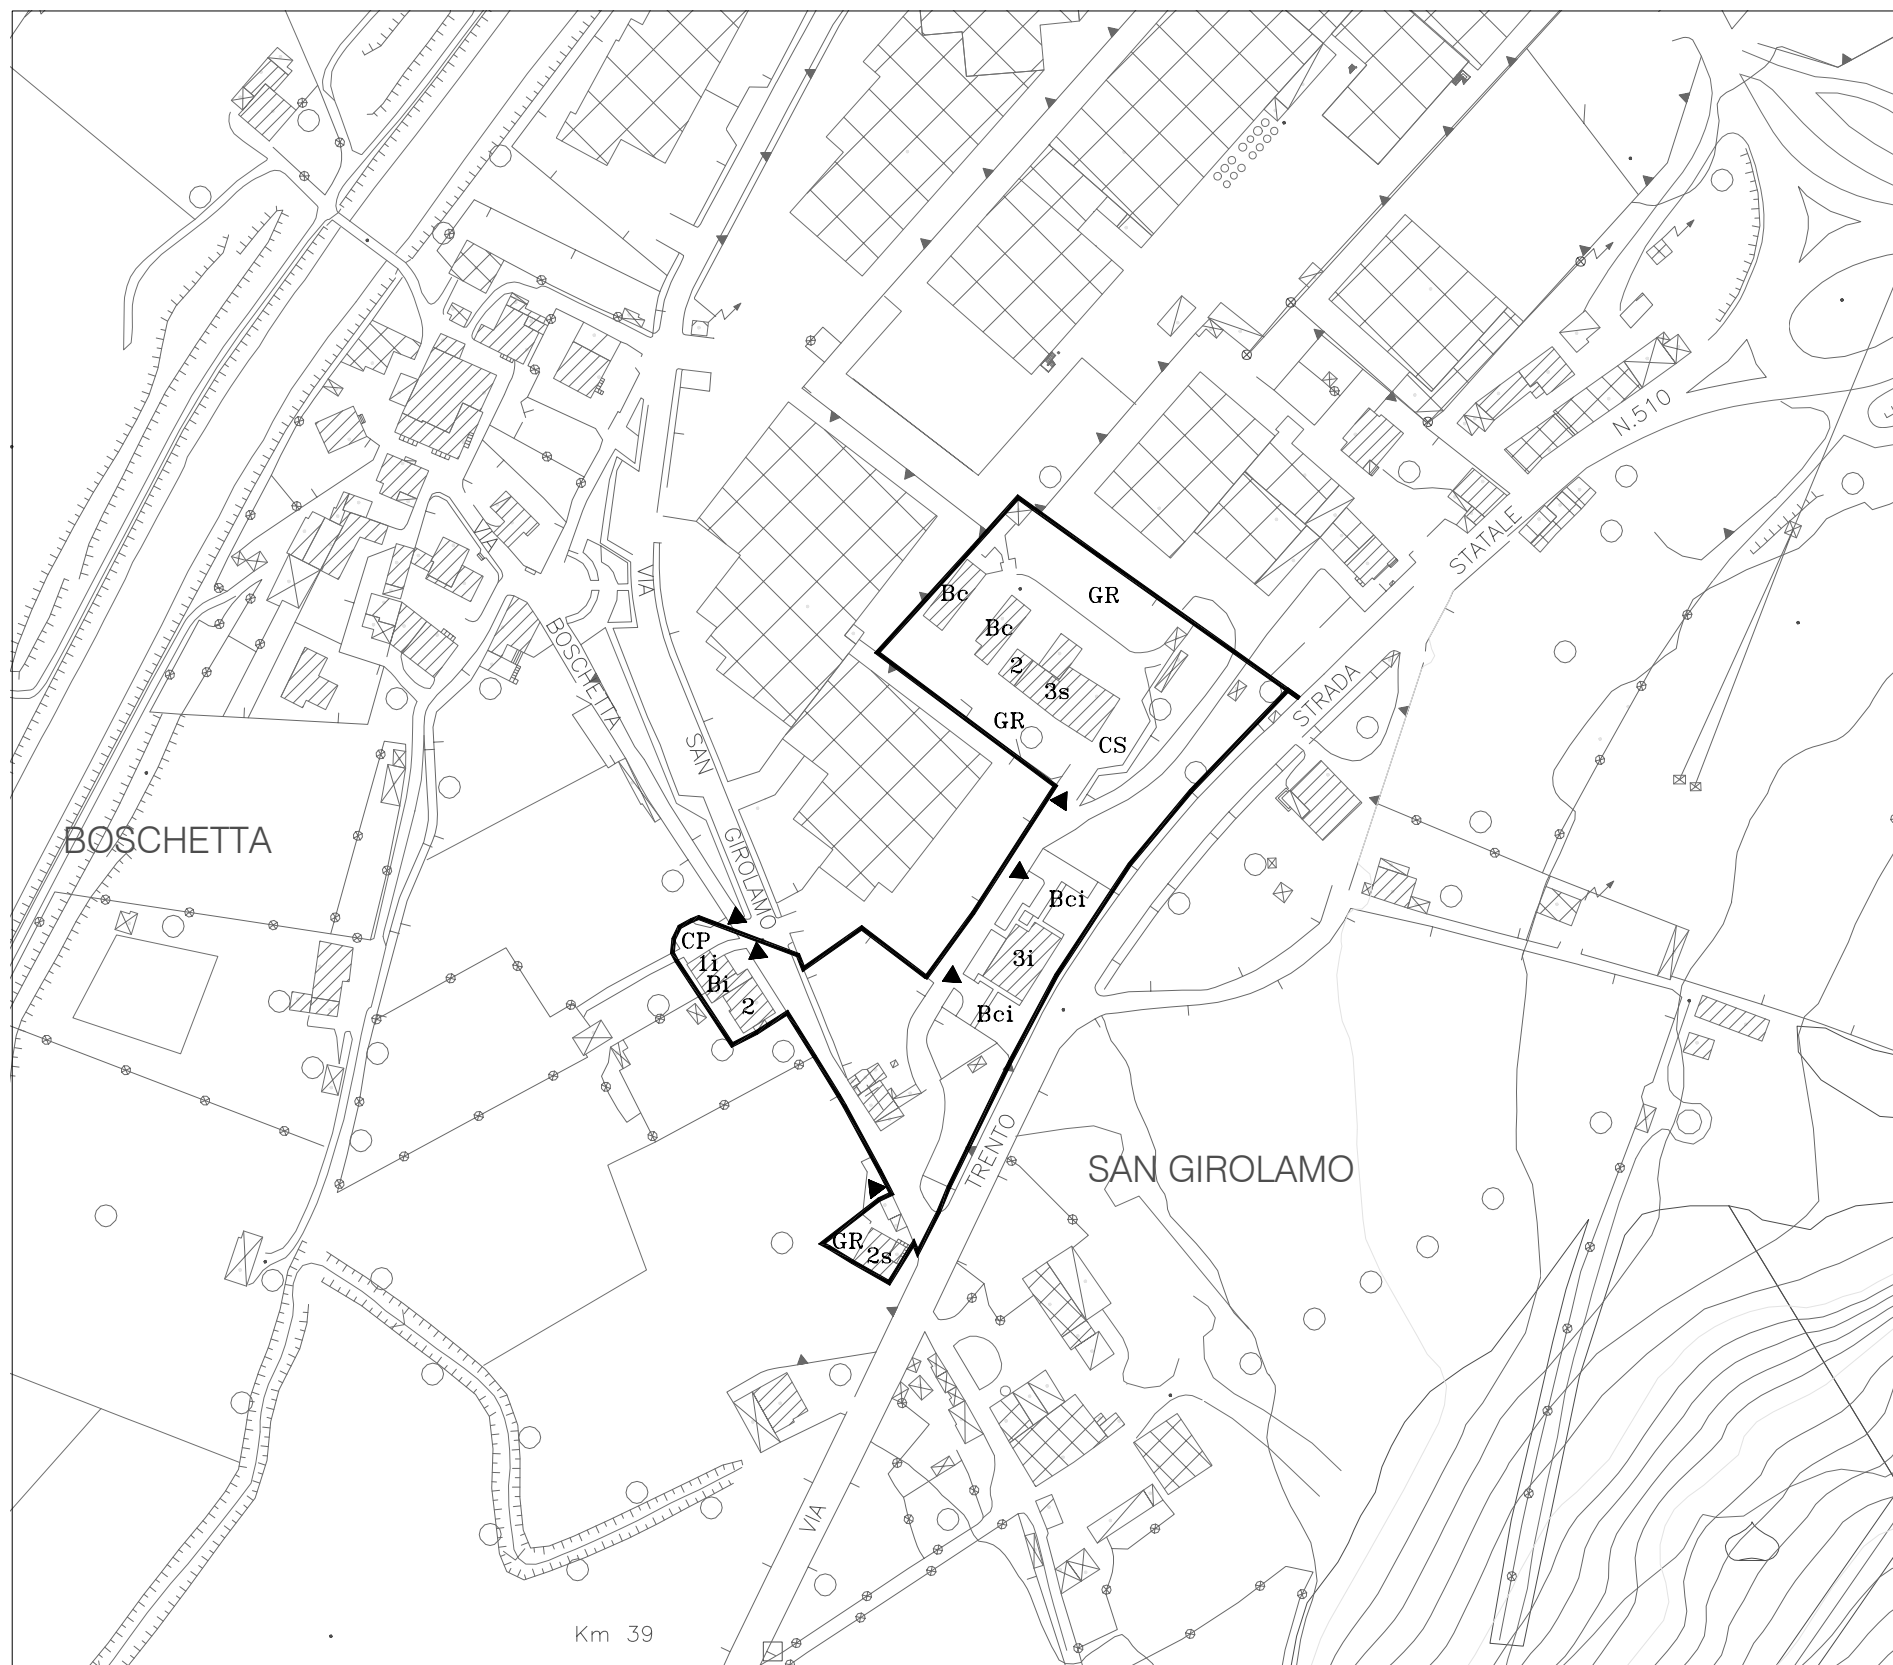 N.510
STATALE
STRADA
VIA
VIA
BOSCHETTA
SAN
GIROLAMO
GR
Bc
Bc
2
3s
GR
CS
BOSCHETTA
Bci
CP
1i
3i
Bi
2
Bci
TRENTO
SAN GIROLAMO
GR
2s
VIA
Km 39